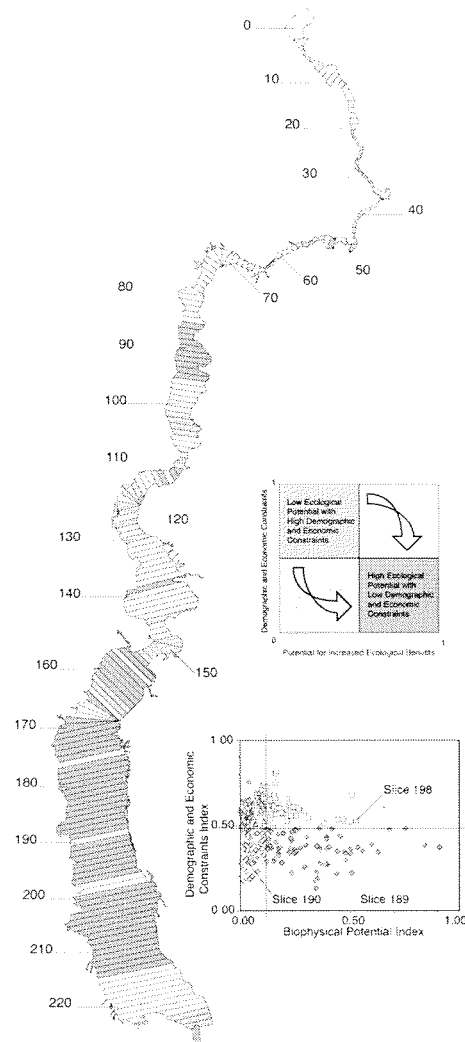 0
10
20
30
40
50
60
70
80
90
100
110
120
130
140
150
160
170
180
190
200
210
220
Demographic and Economic Constraints
1
Low Ecological
Potential with
High Demographic
and Economic
Constraints
High Ecological
Potential with
Low Demographic
and Economic
Constraints
0
1
Potential for Increased Ecological Benefits
Demographic and Economic
Constraints Index
1.00
0.50
0.00
Slice 198
Slice 190
Slice 189
0.00
0.50
1.00
Biophysical Potential Index